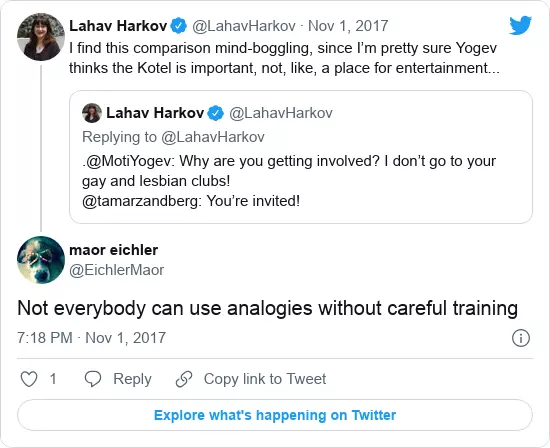 Lahav Harkov @LahavHarkov · Nov 1, 2017
I find this comparison mind-boggling, since I’m pretty sure Yogev
thinks the Kotel is important, not, like, a place for entertainment...
Lahav Harkov @LahavHarkov
Replying to @LahavHarkov
.@MotiYogev: Why are you getting involved? I don’t go to your
gay and lesbian clubs!
@tamarzandberg: You’re invited!
maor eichler
@EichlerMaor
Not everybody can use analogies without careful training
7:18 PM · Nov 1, 2017
1 Reply Copy link to Tweet
Explore what's happening on Twitter